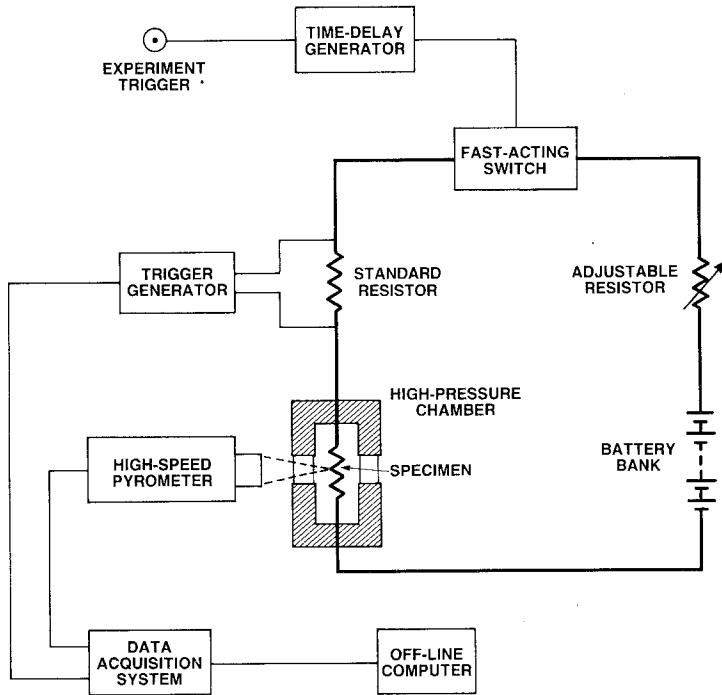 TIME-DELAY
GENERATOR
EXPERIMENT
TRIGGER
FAST-ACTING
SWITCH
TRIGGER
GENERATOR
STANDARD
RESISTOR
ADJUSTABLE
RESISTOR
HIGH-PRESSURE
CHAMBER
HIGH-SPEED
PYROMETER
SPECIMEN
BATTERY
BANK
DATA
ACQUISITION
SYSTEM
OFF-LINE
COMPUTER